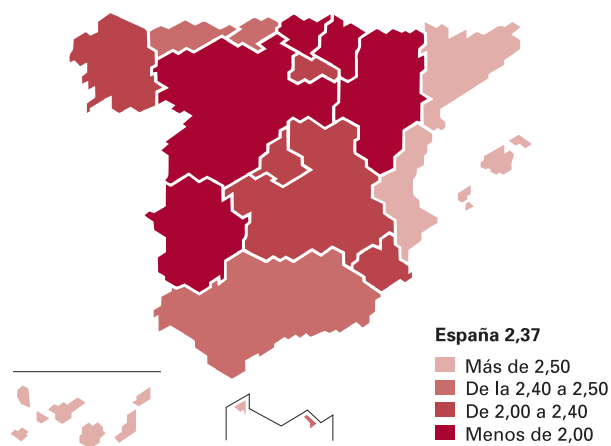 España 2,37
Más de 2,50
De la 2,40 a 2,50
De 2,00 a 2,40
Menos de 2,00